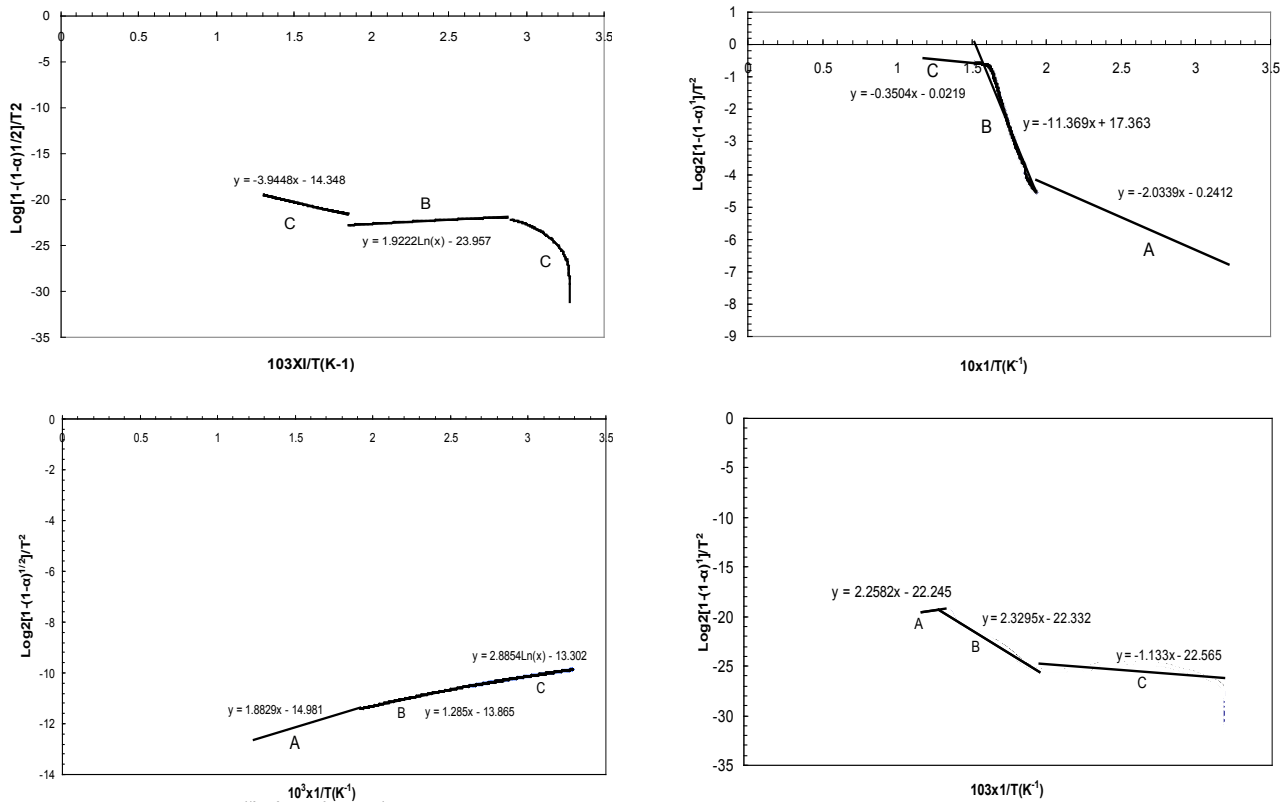 0
0
0.5
1
1.5
2
2.5
3
3.5
-5
-10
-15
-20
-25
-30
-35
y = -3.9448x - 14.348
C
B
y = 1.9222Ln(x) - 23.957
C
Log[1-(1-α)1/2]/T2
103XI/T(K-1)
1
0
-1
-2
-3
-4
-5
-6
-7
-8
-9
0
0.5
1
1.5
2
2.5
3
3.5
C
y = -0.3504x - 0.0219
B
y = -11.369x + 17.363
y = -2.0339x - 0.2412
A
Log2[1-(1-α)¹]/T²
10x1/T(K⁻¹)
0
0
0.5
1
1.5
2
2.5
3
3.5
-2
-4
-6
-8
-10
-12
-14
y = 2.8854Ln(x) - 13.302
C
y = 1.8829x - 14.981
B
y = 1.285x - 13.865
A
Log2[1-(1-α)¹/²]/T²
10³x1/T(K⁻¹)
0
-5
-10
-15
-20
-25
-30
-35
y = 2.2582x - 22.245
A
y = 2.3295x - 22.332
B
y = -1.133x - 22.565
C
Log2[1-(1-α)¹]/T²
103x1/T(K⁻¹)